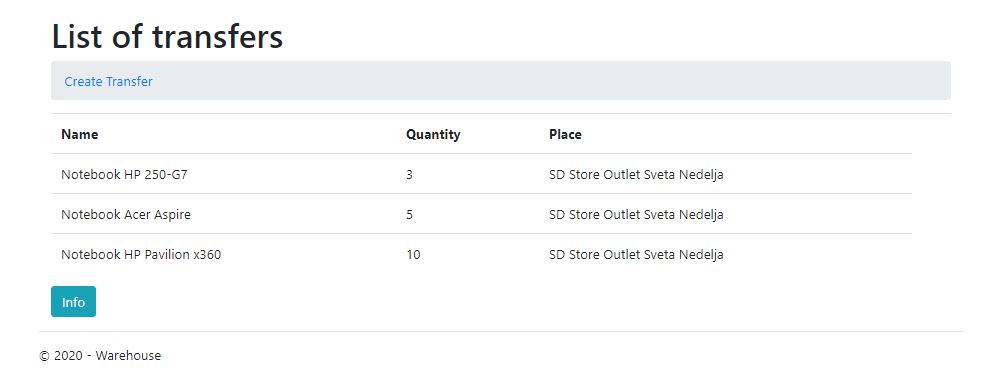 List of transfers
Create Transfer
Name Quantity Place
Notebook HP 250-G7 3 SD Store Outlet Sveta Nedelja
Notebook Acer Aspire 5 SD Store Outlet Sveta Nedelja
Notebook HP Pavilion x360 10 SD Store Outlet Sveta Nedelja
Info
© 2020 - Warehouse